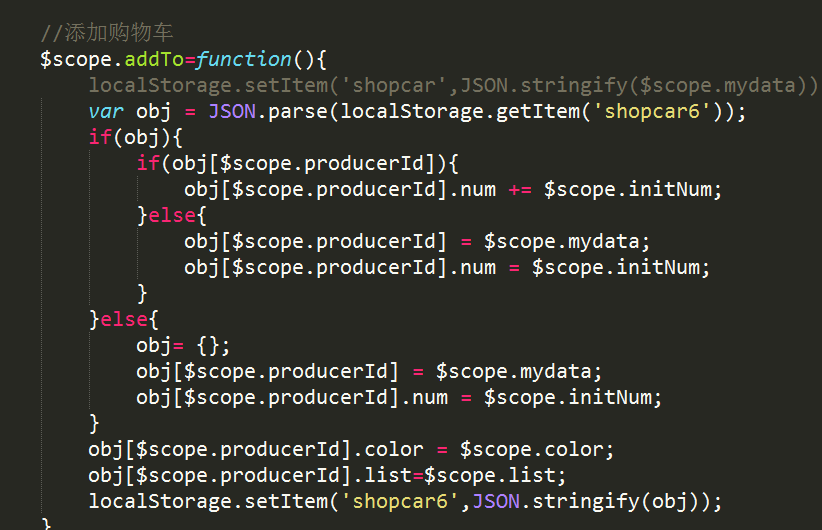 //添加购物车
$scope.addTo=function(){
localStorage.setItem('shopcar',JSON.stringify($scope.mydata))
var obj = JSON.parse(localStorage.getItem('shopcar6'));
if(obj){
if(obj[$scope.producerId]){
obj[$scope.producerId].num += $scope.initNum;
}else{
obj[$scope.producerId] = $scope.mydata;
obj[$scope.producerId].num = $scope.initNum;
}
}else{
obj= {};
obj[$scope.producerId] = $scope.mydata;
obj[$scope.producerId].num = $scope.initNum;
}
obj[$scope.producerId].color = $scope.color;
obj[$scope.producerId].list=$scope.list;
localStorage.setItem('shopcar6',JSON.stringify(obj));
}